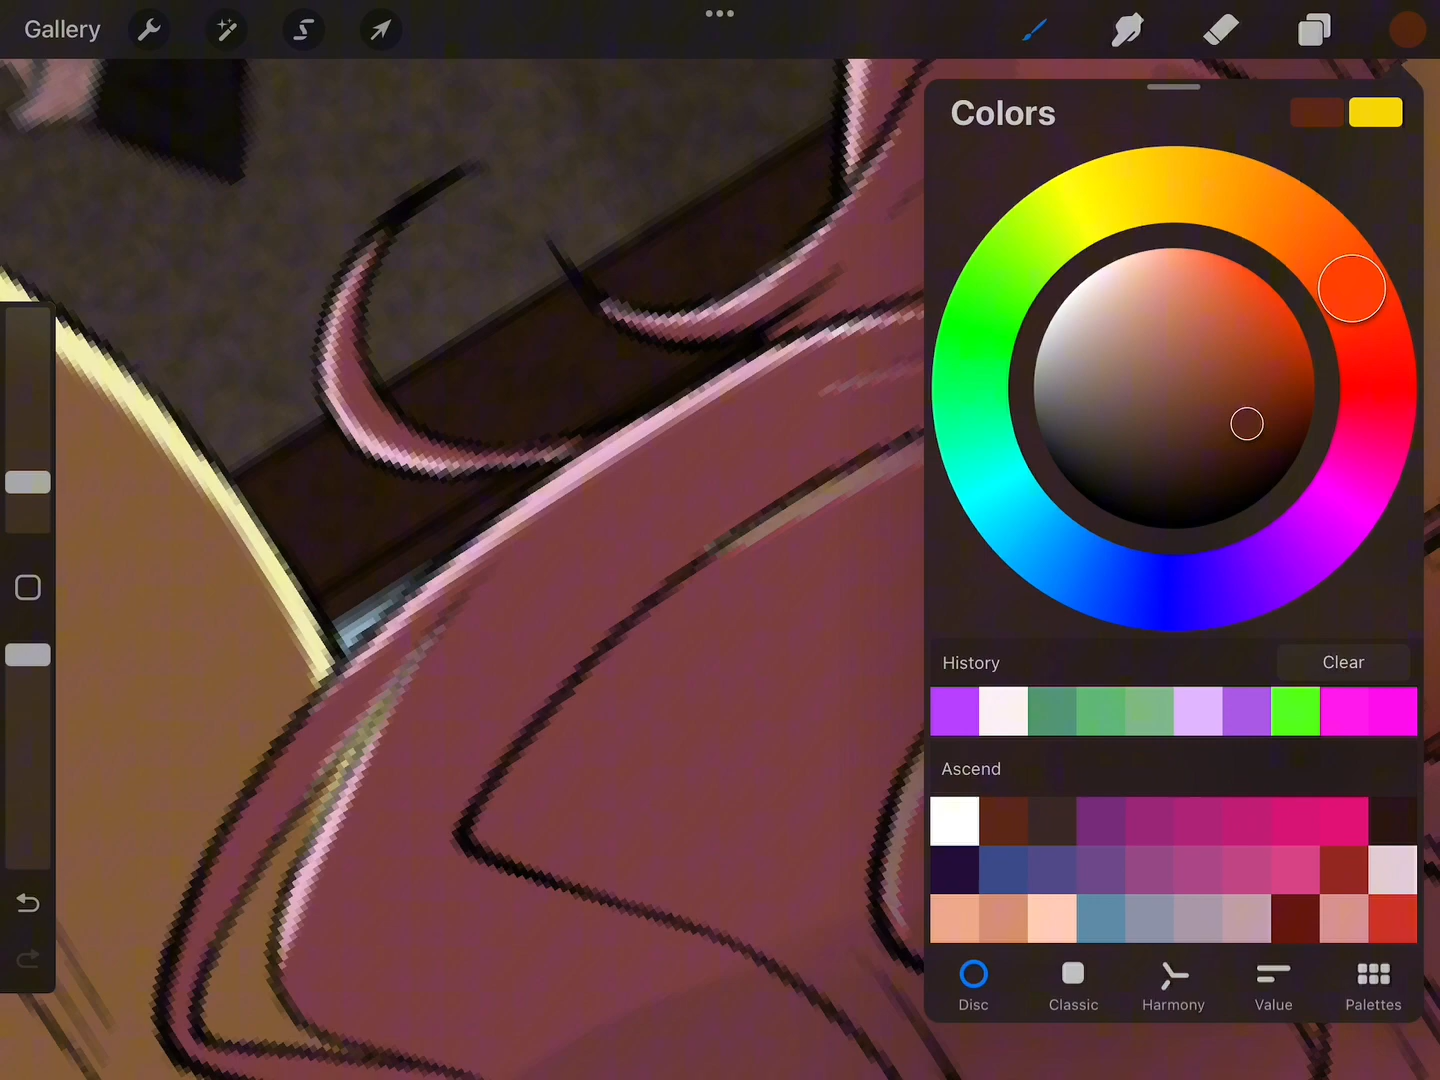 Gallery
Colors
History
Clear
Ascend
Disc
Classic
Harmony
Value
Palettes